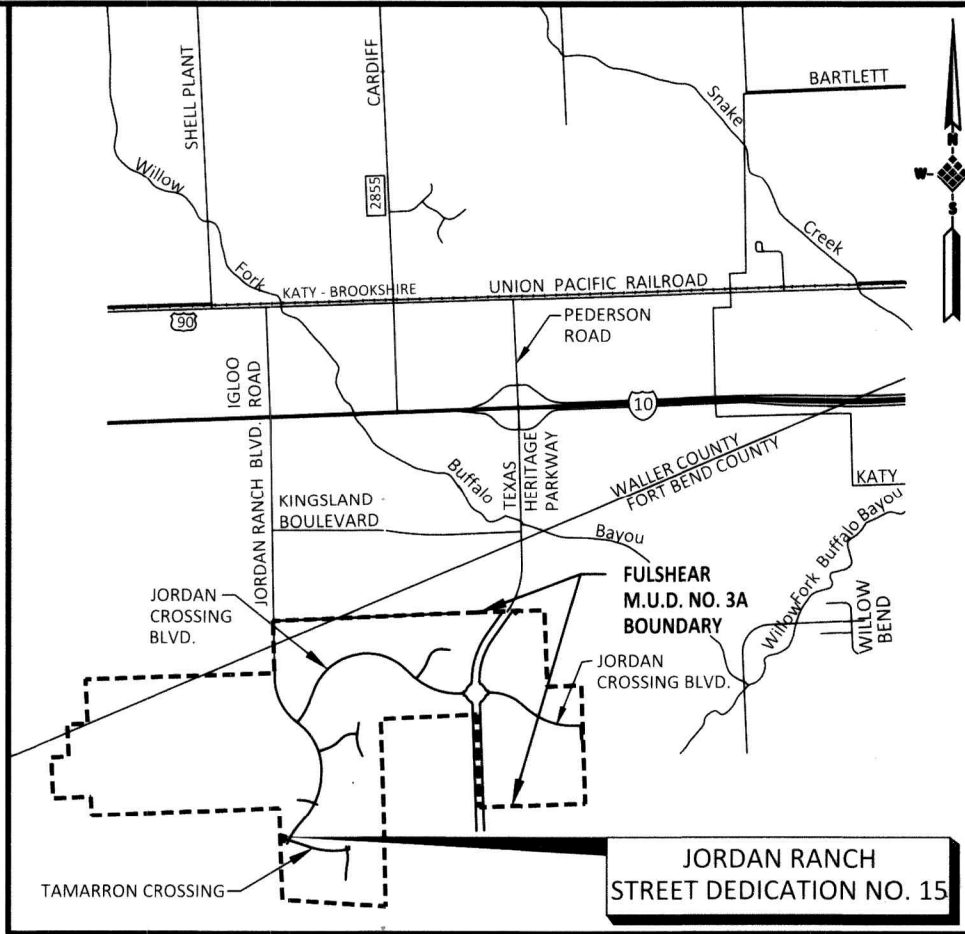 SHELL PLANT
CARDIFF
BARTLETT
Snake
Creek
N
W
S
Willow
Fork
2855
KATY - BROOKSHIRE
UNION PACIFIC RAILROAD
90
PEDERSON
ROAD
IGLOO
ROAD
10
JORDAN RANCH BLVD.
TEXAS
HERITAGE
PARKWAY
WALLER COUNTY
FORT BEND COUNTY
KATY
KINGSLAND
BOULEVARD
Buffalo
Bayou
Willow Fork Buffalo Bayou
WILLOW
BEND
JORDAN
CROSSING
BLVD.
FULSHEAR
M.U.D. NO. 3A
BOUNDARY
JORDAN
CROSSING BLVD.
TAMARRON CROSSING
JORDAN RANCH
STREET DEDICATION NO. 15